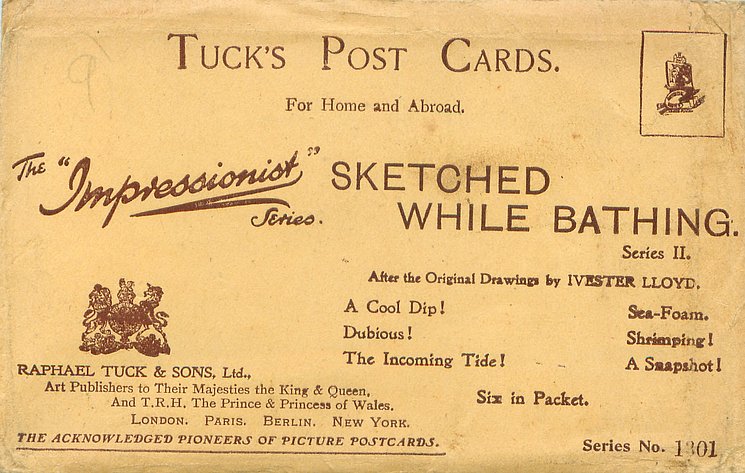 TUCK'S POST CARDS.
For Home and Abroad.
The "Impressionist" Series.
SKETCHED
WHILE BATHING.
Series II.
After the Original Drawings by IVESTER LLOYD.
A Cool Dip!
Dubious!
The Incoming Tide!
Sea-Foam.
Shrimping!
A Snapshot!
Six in Packet.
RAPHAEL TUCK & SONS, Ltd.,
Art Publishers to Their Majesties the King & Queen,
And T.R.H. The Prince & Princess of Wales.
LONDON. PARIS. BERLIN. NEW YORK.
THE ACKNOWLEDGED PIONEERS OF PICTURE POSTCARDS.
Series No. 1301